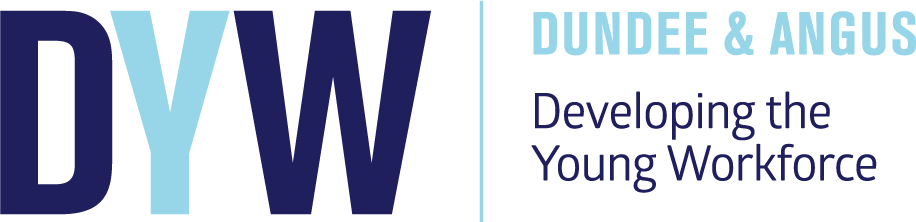 DYW
DUNDEE & ANGUS
Developing the
Young Workforce